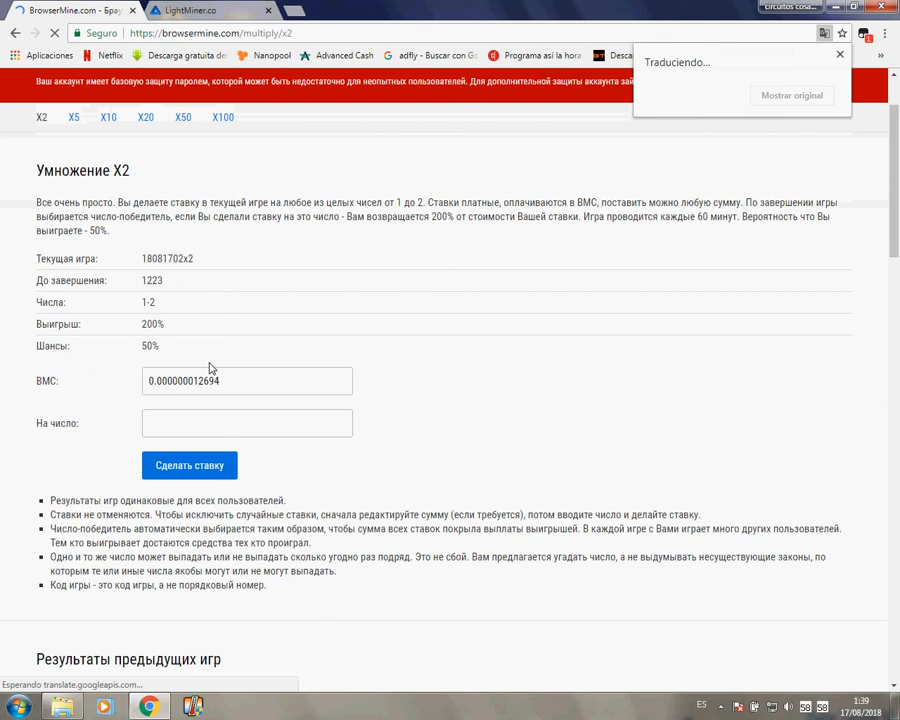 BrowserMine.com - Брау
LightMiner.co
circuitos cosa...
Seguro
https://browsermine.com/multiply/x2
Aplicaciones
Netflix
Descarga gratuita de
Nanopool
Advanced Cash
adfly - Buscar con Go
Programa así la hora
Descarga
»
Traduciendo...
Mostrar original
Ваш аккаунт имеет базовую защиту паролем, которой может быть недостаточно для неопытных пользователей. Для дополнительной защиты аккаунта зай
X2 X5 X10 X20 X50 X100
Умножение X2
Все очень просто. Вы делаете ставку в текущей игре на любое из целых чисел от 1 до 2. Ставки платные, оплачиваются в BMC, поставить можно любую сумму. По завершении игры
выбирается число-победитель, если Вы сделали ставку на это число - Вам возвращается 200% от стоимости Вашей ставки. Игра проводится каждые 60 минут. Вероятность что Вы
выиграете - 50%.
Текущая игра: 18081702x2
До завершения: 1223
Числа: 1-2
Выигрыш: 200%
Шансы: 50%
BMC: 0.000000012694
На число:
Сделать ставку
Результаты игр одинаковые для всех пользователей.
Ставки не отменяются. Чтобы исключить случайные ставки, сначала редактируйте сумму (если требуется), потом вводите число и делайте ставку.
Число-победитель автоматически выбирается таким образом, чтобы сумма всех ставок покрыла выплаты выигрышей. В каждой игре с Вами играет много других пользователей.
Тем кто выигрывает достаются средства тех кто проиграл.
Одно и то же число может выпадать или не выпадать сколько угодно раз подряд. Это не сбой. Вам предлагается угадать число, а не выдумывать несуществующие законы, по
которым те или иные числа якобы могут или не могут выпадать.
Код игры - это код игры, а не порядковый номер.
Результаты предыдущих игр
Esperando translate.googleapis.com...
ES
58 58
1:39
17/08/2018